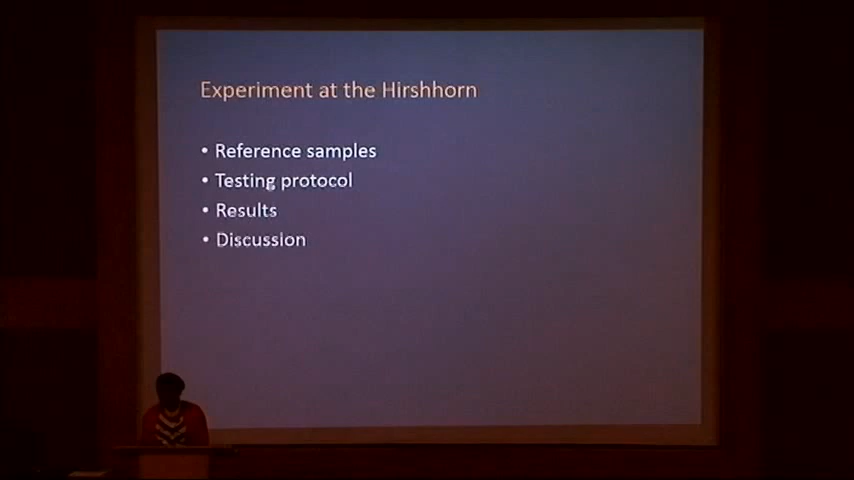 Experiment at the Hirshhorn
• Reference samples
• Testing protocol
• Results
• Discussion